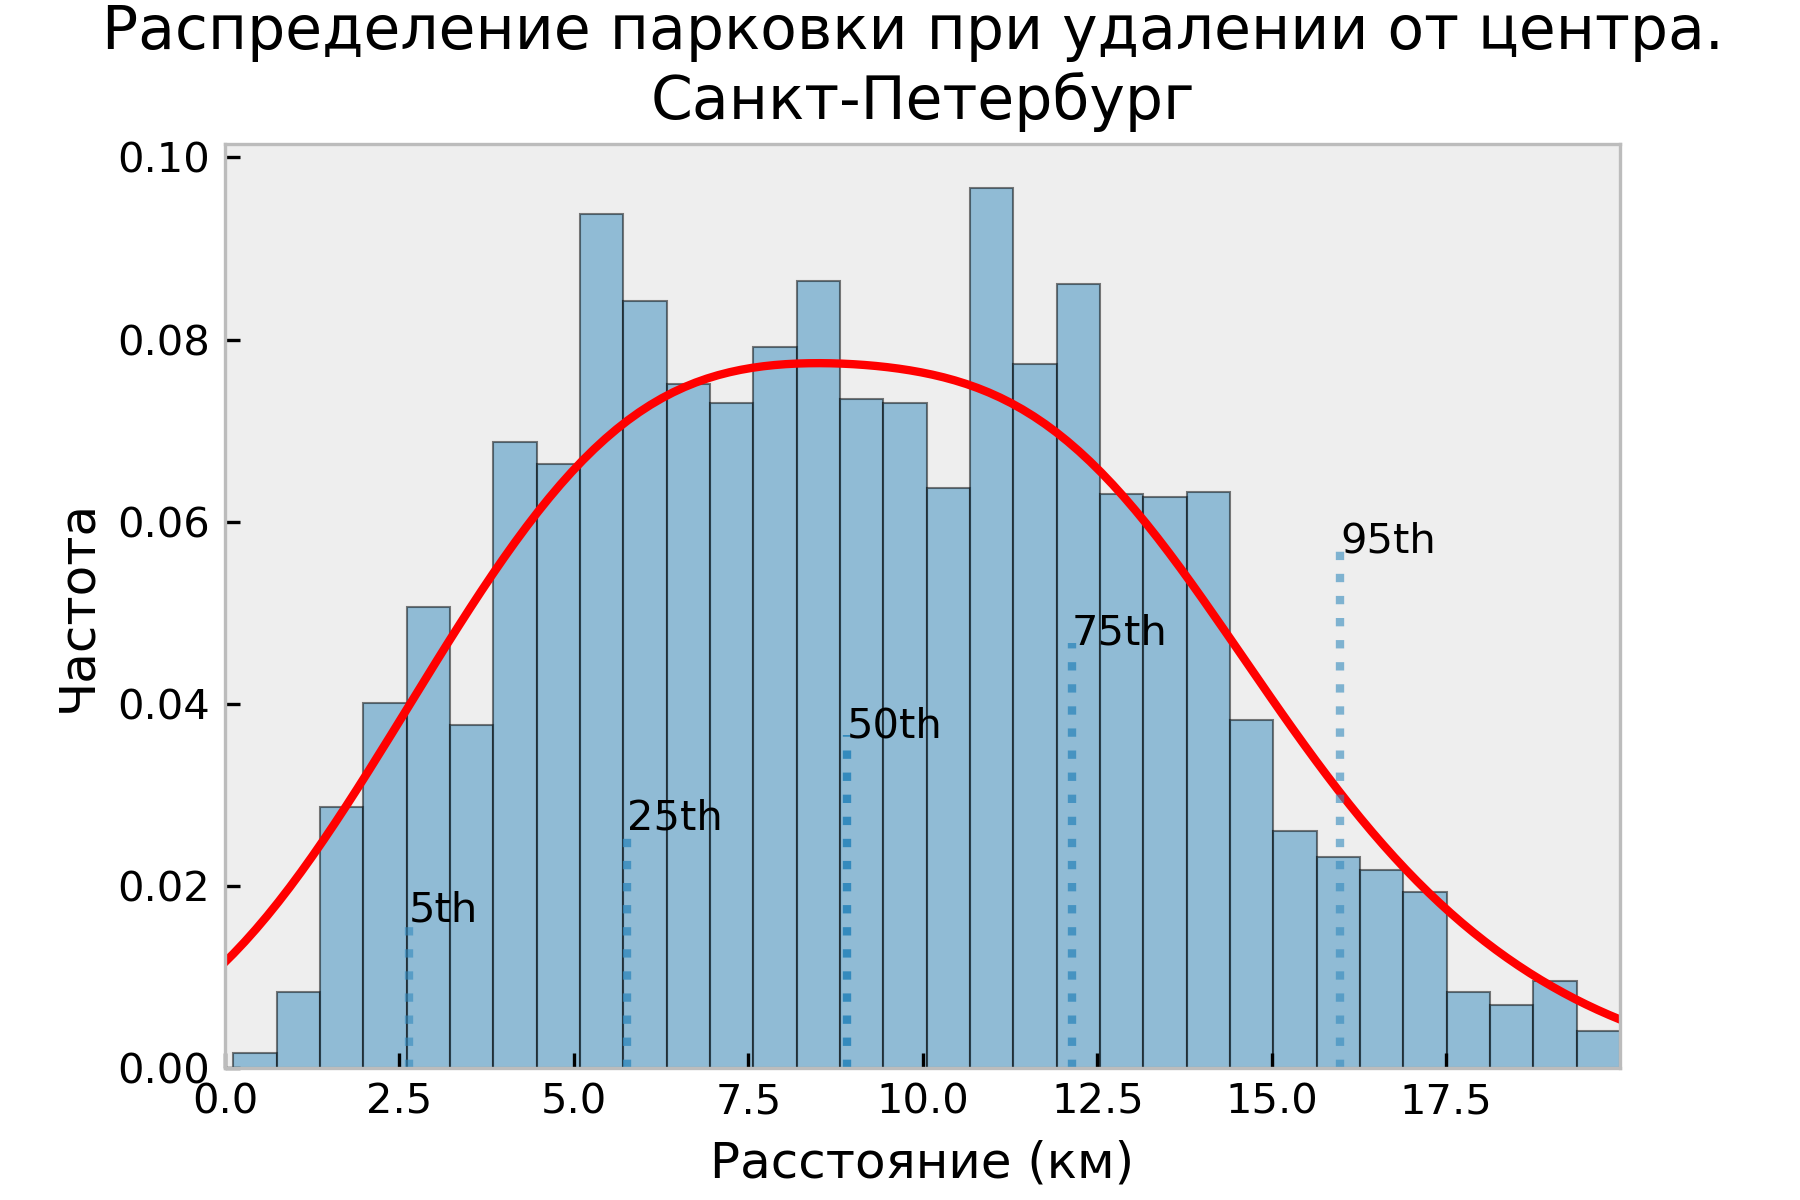 Распределение парковки при удалении от центра.
Санкт-Петербург
0.10
0.08
0.06
0.04
0.02
0.00
Частота
95th
75th
50th
25th
5th
0.0 2.5 5.0 7.5 10.0 12.5 15.0 17.5
Расстояние (км)